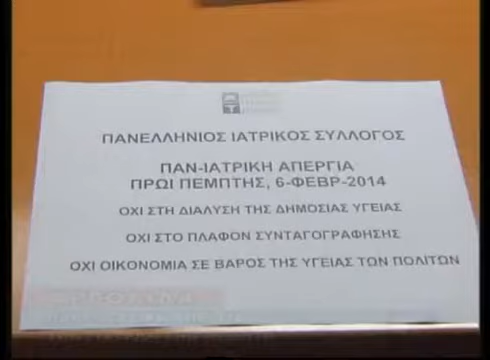 ΠΑΝΕΛΛΗΝΙΟΣ ΙΑΤΡΙΚΟΣ ΣΥΛΛΟΓΟΣ
ΠΑΝ-ΙΑΤΡΙΚΗ ΑΠΕΡΓΙΑ
ΠΡΩΙ ΠΕΜΠΤΗΣ, 6-ΦΕΒΡ-2014
ΟΧΙ ΣΤΗ ΔΙΑΛΥΣΗ ΤΗΣ ΔΗΜΟΣΙΑΣ ΥΓΕΙΑΣ
ΟΧΙ ΣΤΟ ΠΛΑΦΟΝ ΣΥΝΤΑΓΟΓΡΑΦΗΣΗΣ
ΟΧΙ ΟΙΚΟΝΟΜΙΑ ΣΕ ΒΑΡΟΣ ΤΗΣ ΥΓΕΙΑΣ ΤΩΝ ΠΟΛΙΤΩΝ